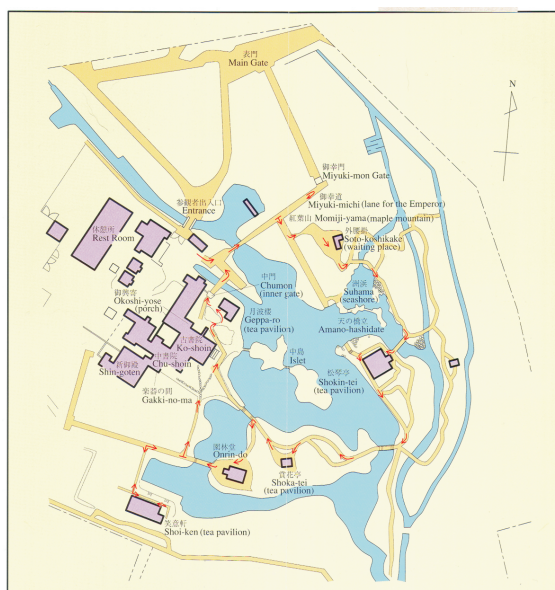 表門
Main Gate
N
御幸門
Miyuki-mon Gate
参観者出入口
Entrance
御幸道
Miyuki-michi (lane for the Emperor)
紅葉山 Momiji-yama (maple mountain)
外腰掛
Soto-koshikake
(waiting place)
休憩所
Rest Room
中門
Chumon
(inner gate)
洲浜
Suhama
(seashore)
御輿寄
Okoshi-yose
(porch)
月波楼
Geppa-ro
(tea pavilion)
天の橋立
Amano-hashidate
古書院
Ko-shoin
中書院
Chu-shoin
新御殿
Shin-goten
中島
Islet
松琴亭
Shokin-tei
(tea pavilion)
楽器の間
Gakki-no-ma
園林堂
Onrin-do
賞花亭
Shoka-tei
(tea pavilion)
笑意軒
Shoi-ken (tea pavilion)